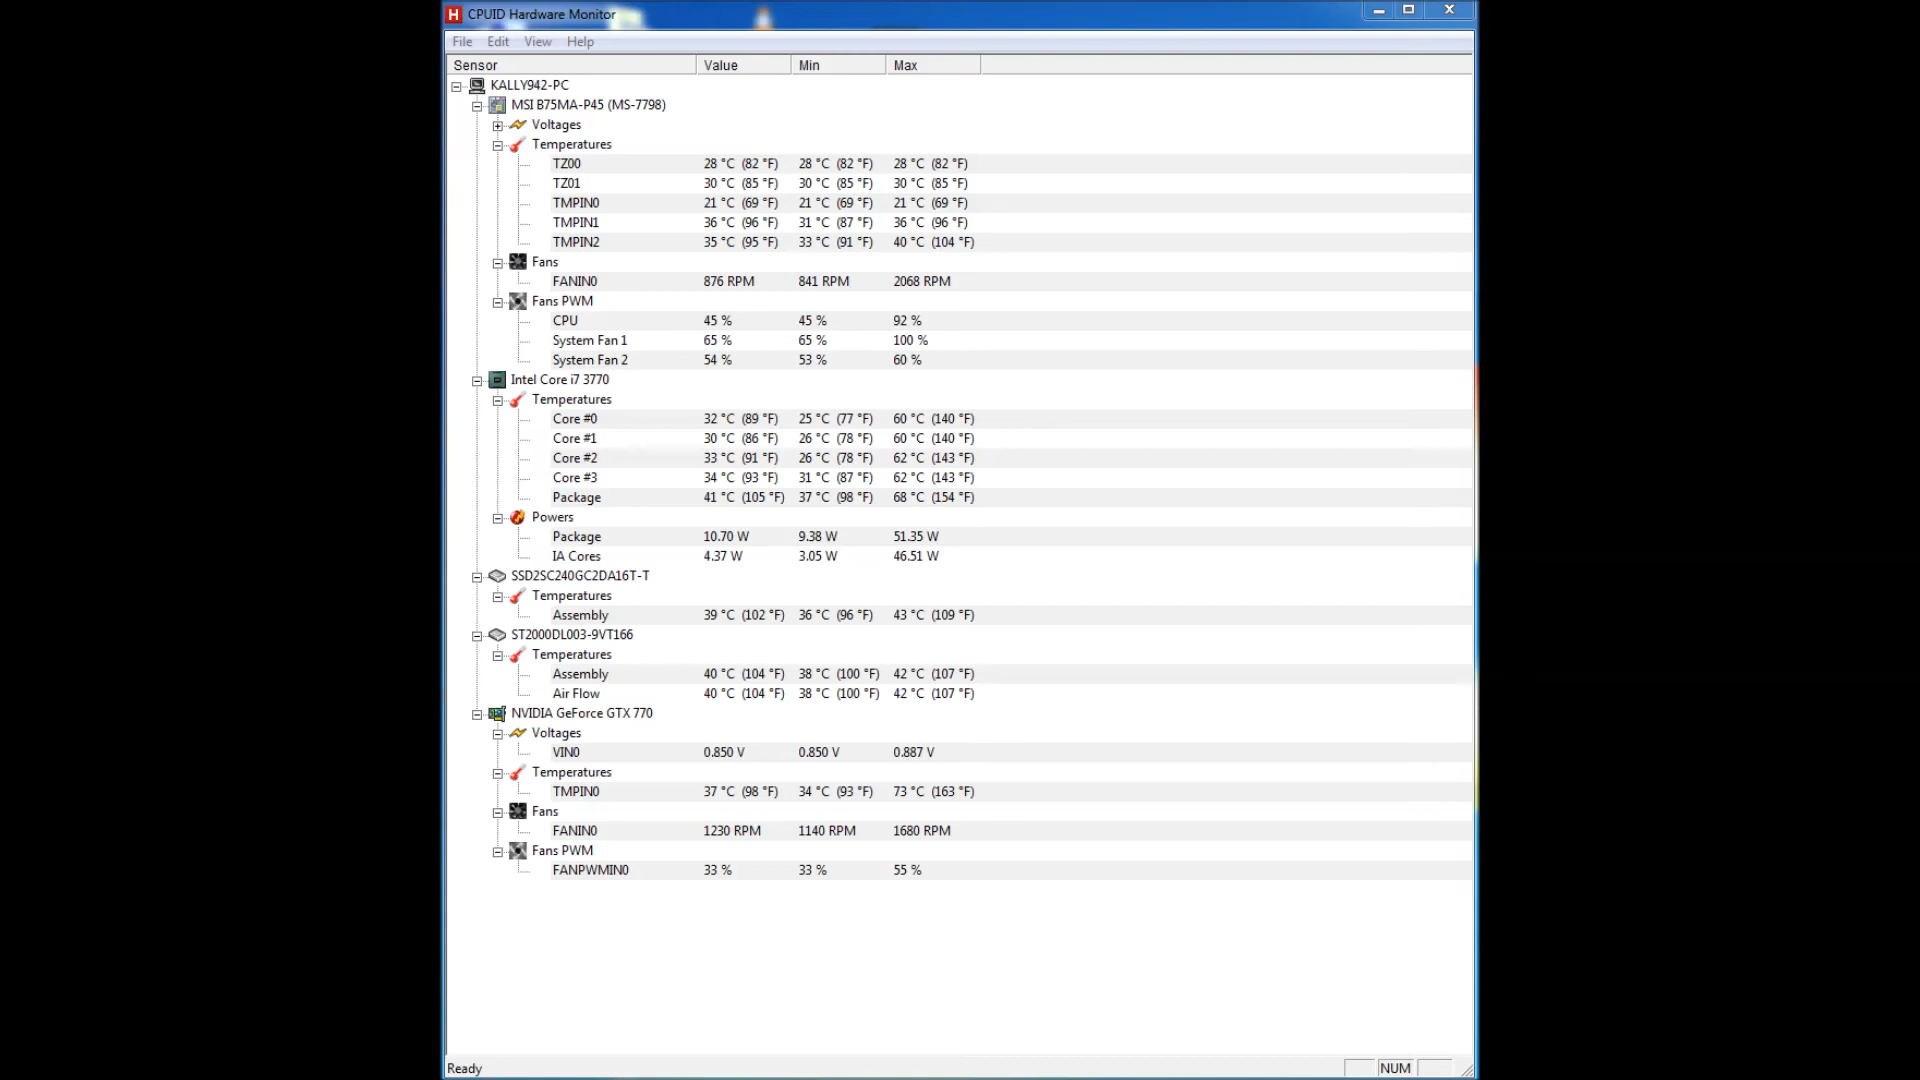 CPUID Hardware Monitor
File Edit View Help
Sensor Value Min Max
KALLY942-PC
MSI B75MA-P45 (MS-7798)
Voltages
Temperatures
TZ00 28 °C (82 °F) 28 °C (82 °F) 28 °C (82 °F)
TZ01 30 °C (85 °F) 30 °C (85 °F) 30 °C (85 °F)
TMPIN0 21 °C (69 °F) 21 °C (69 °F) 21 °C (69 °F)
TMPIN1 36 °C (96 °F) 31 °C (87 °F) 36 °C (96 °F)
TMPIN2 35 °C (95 °F) 33 °C (91 °F) 40 °C (104 °F)
Fans
FANIN0 876 RPM 841 RPM 2068 RPM
Fans PWM
CPU 45 % 45 % 92 %
System Fan 1 65 % 65 % 100 %
System Fan 2 54 % 53 % 60 %
Intel Core i7 3770
Temperatures
Core #0 32 °C (89 °F) 25 °C (77 °F) 60 °C (140 °F)
Core #1 30 °C (86 °F) 26 °C (78 °F) 60 °C (140 °F)
Core #2 33 °C (91 °F) 26 °C (78 °F) 62 °C (143 °F)
Core #3 34 °C (93 °F) 31 °C (87 °F) 62 °C (143 °F)
Package 41 °C (105 °F) 37 °C (98 °F) 68 °C (154 °F)
Powers
Package 10.70 W 9.38 W 51.35 W
IA Cores 4.37 W 3.05 W 46.51 W
SSD2SC240GC2DA16T-T
Temperatures
Assembly 39 °C (102 °F) 36 °C (96 °F) 43 °C (109 °F)
ST2000DL003-9VT166
Temperatures
Assembly 40 °C (104 °F) 38 °C (100 °F) 42 °C (107 °F)
Air Flow 40 °C (104 °F) 38 °C (100 °F) 42 °C (107 °F)
NVIDIA GeForce GTX 770
Voltages
VIN0 0.850 V 0.850 V 0.887 V
Temperatures
TMPIN0 37 °C (98 °F) 34 °C (93 °F) 73 °C (163 °F)
Fans
FANIN0 1230 RPM 1140 RPM 1680 RPM
Fans PWM
FANPWMIN0 33 % 33 % 55 %
Ready NUM